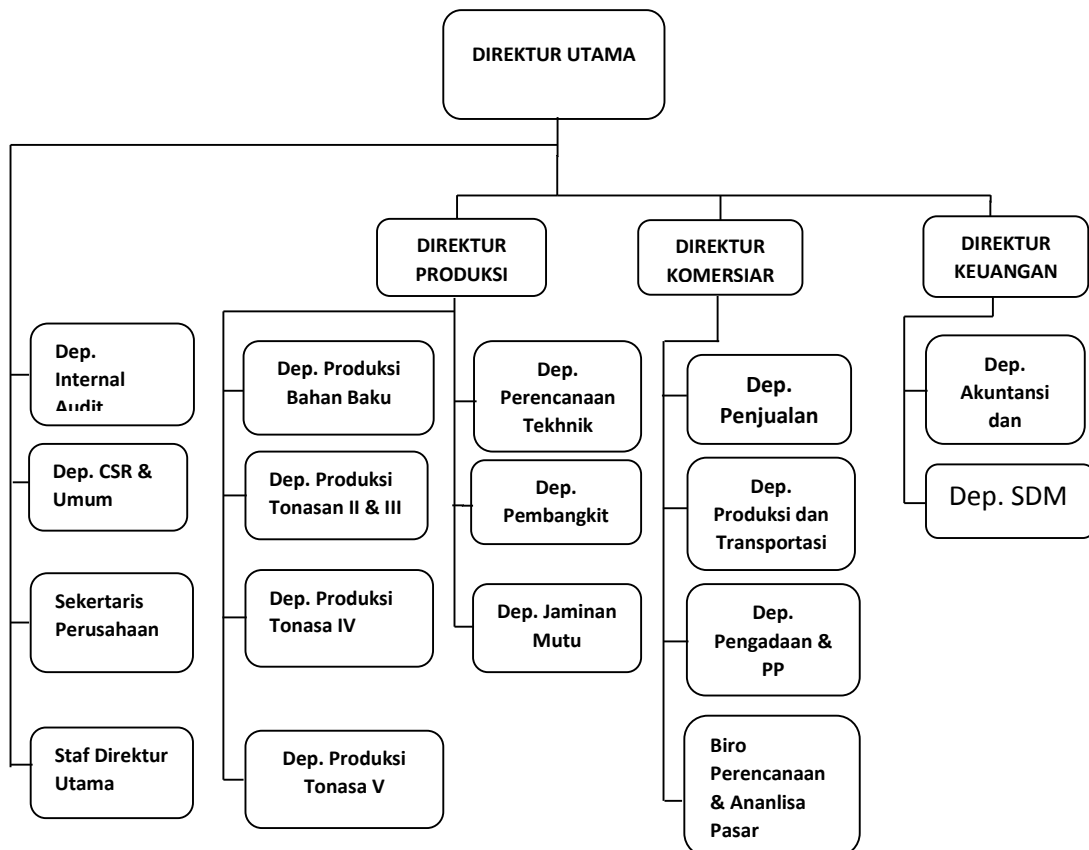 DIREKTUR UTAMA
DIREKTUR
PRODUKSI
DIREKTUR
KOMERSIAR
DIREKTUR
KEUANGAN
Dep.
Internal
Audit
Dep. CSR &
Umum
Sekertaris
Perusahaan
Staf Direktur
Utama
Dep. Produksi
Bahan Baku
Dep. Produksi
Tonasan II & III
Dep. Produksi
Tonasa IV
Dep. Produksi
Tonasa V
Dep.
Perencanaan
Tekhnik
Dep.
Pembangkit
Dep. Jaminan
Mutu
Dep.
Penjualan
Dep.
Produksi dan
Transportasi
Dep.
Pengadaan &
PP
Biro
Perencanaan
& Ananlisa
Pasar
Dep.
Akuntansi
dan
Dep. SDM